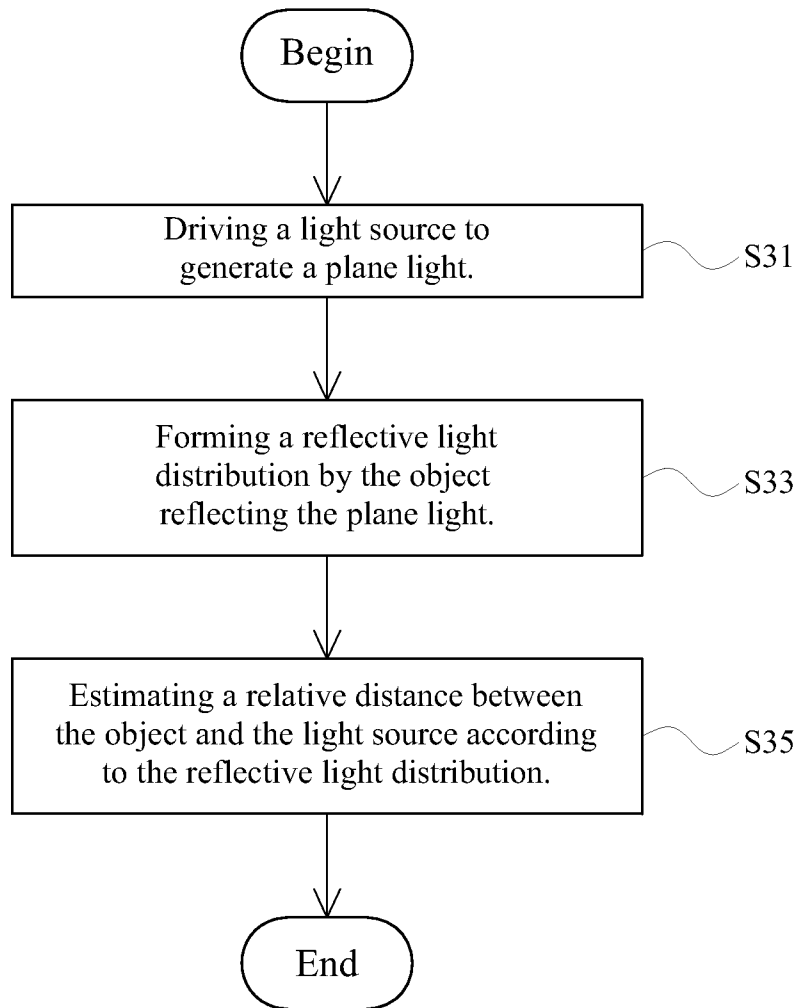 Begin
Driving a light source to
generate a plane light.
S31
Forming a reflective light
distribution by the object
reflecting the plane light.
S33
Estimating a relative distance between
the object and the light source according
to the reflective light distribution.
S35
End